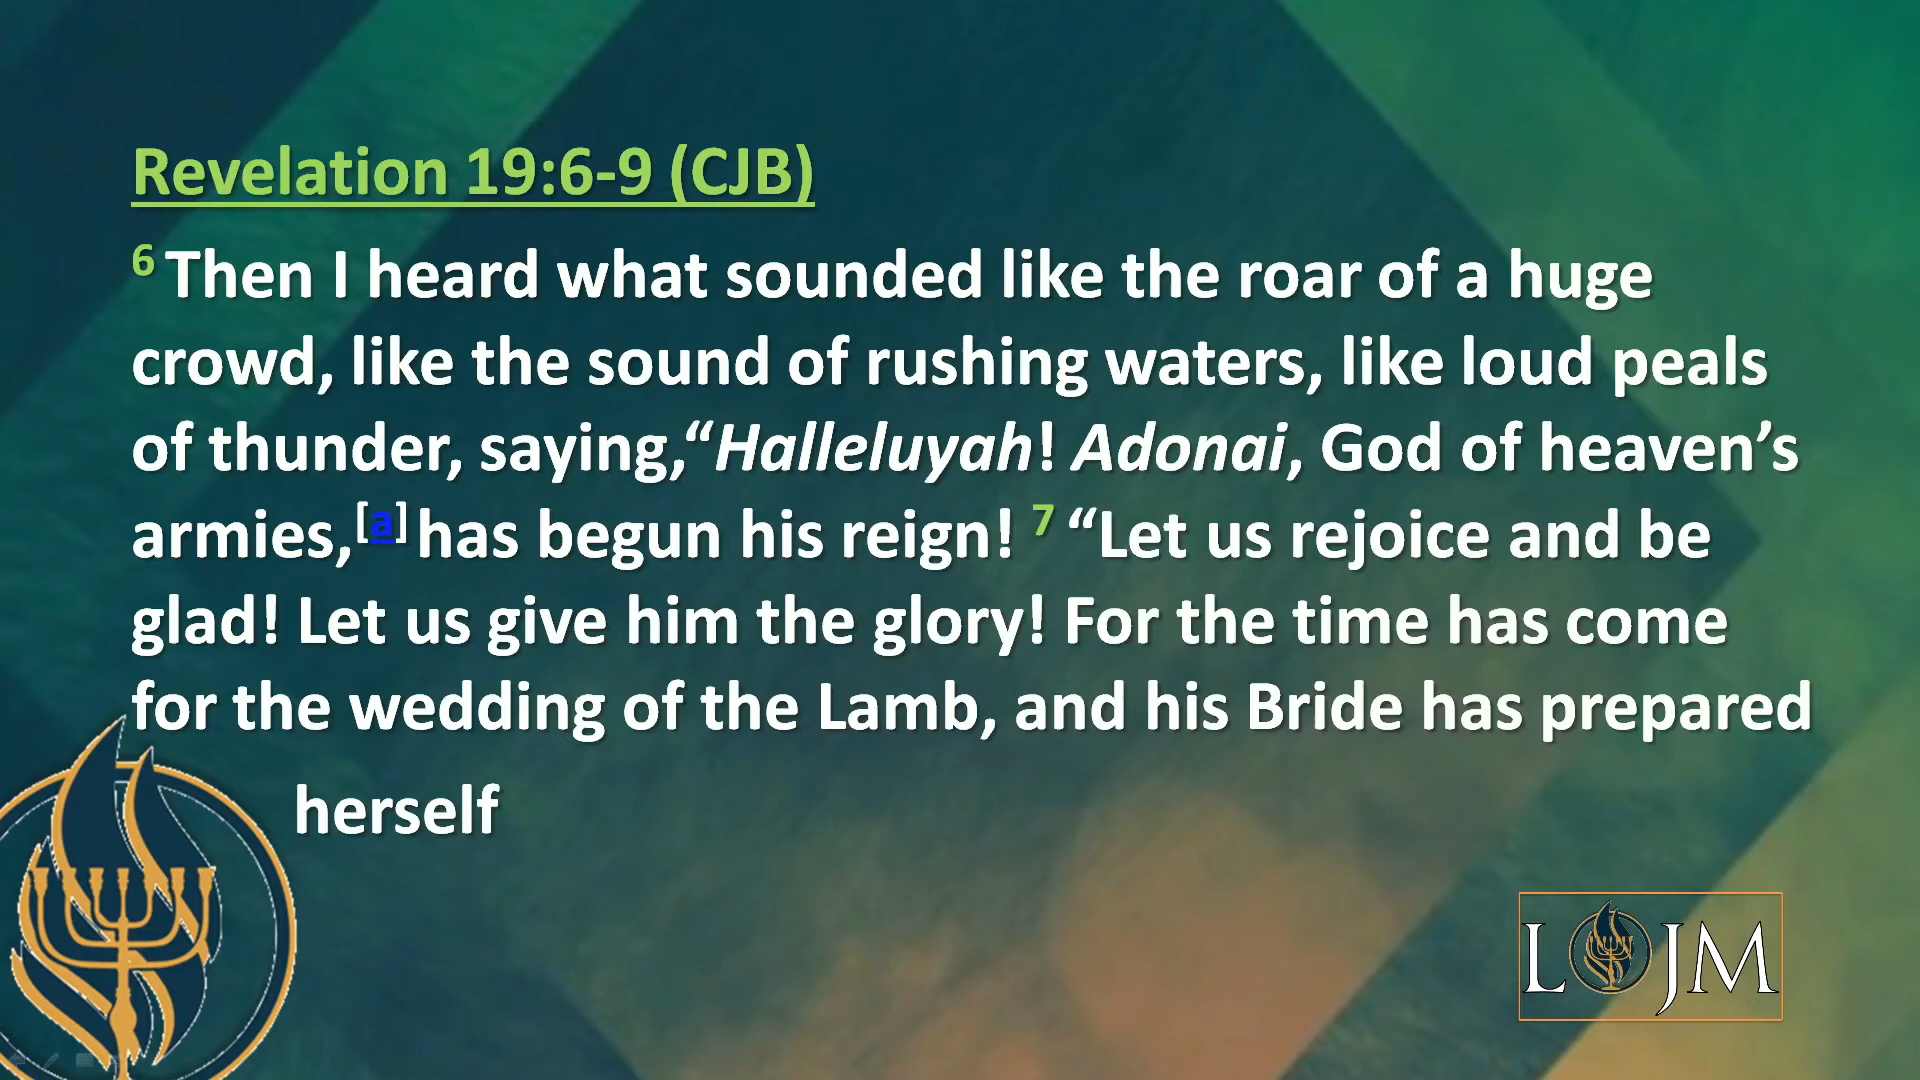 Revelation 19:6-9 (CJB)
6 Then I heard what sounded like the roar of a huge
crowd, like the sound of rushing waters, like loud peals
of thunder, saying,“Halleluyah! Adonai, God of heaven’s
armies,[a] has begun his reign! 7 “Let us rejoice and be
glad! Let us give him the glory! For the time has come
for the wedding of the Lamb, and his Bride has prepared
herself
LOJM